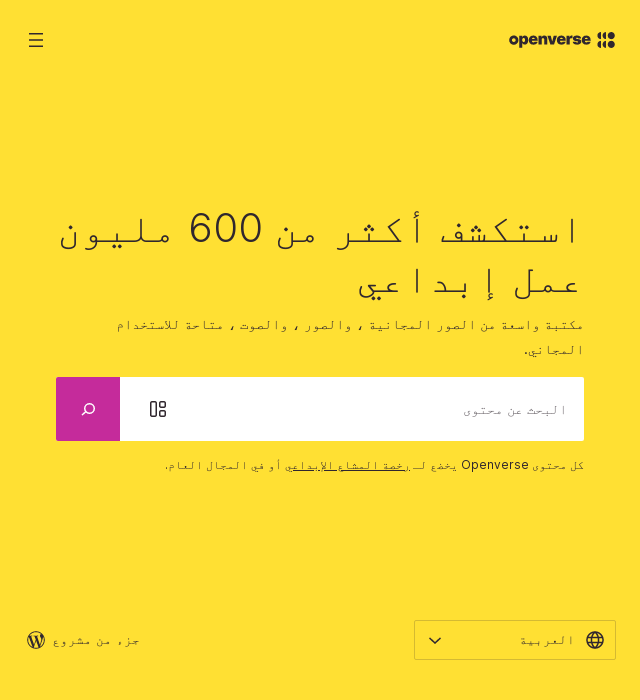 openverse
استكشف أكثر من 600 مليون
عمل إبداعي
مكتبة واسعة من الصور المجانية ، والصور ، والصوت ، متاحة للاستخدام
المجاني.
البحث عن محتوى
كل محتوى Openverse يخضع لـ رخصة المشاع الإبداعي أو في المجال العام.
العربية
جزء من مشروع